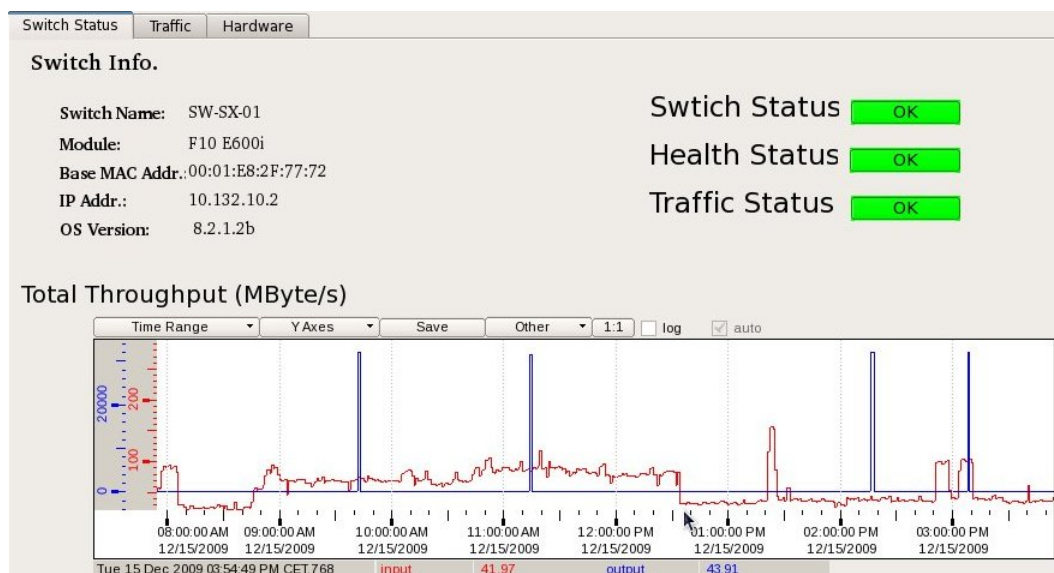 Switch Status Traffic Hardware
Switch Info.
Switch Name: SW-SX-01
Module: F10 E600i
Base MAC Addr.: 00:01:E8:2F:77:72
IP Addr.: 10.132.10.2
OS Version: 8.2.1.2b
Swtich Status OK
Health Status OK
Traffic Status OK
Total Throughput (MByte/s)
Time Range Y Axes Save Other 1:1 log auto
20000
0
200
100
08:00:00 AM 09:00:00 AM 10:00:00 AM 11:00:00 AM 12:00:00 PM 01:00:00 PM 02:00:00 PM 03:00:00 PM
12/15/2009 12/15/2009 12/15/2009 12/15/2009 12/15/2009 12/15/2009 12/15/2009 12/15/2009
Tue 15 Dec 2009 03:54:49 PM CET.768 input 41.97 output 43.91